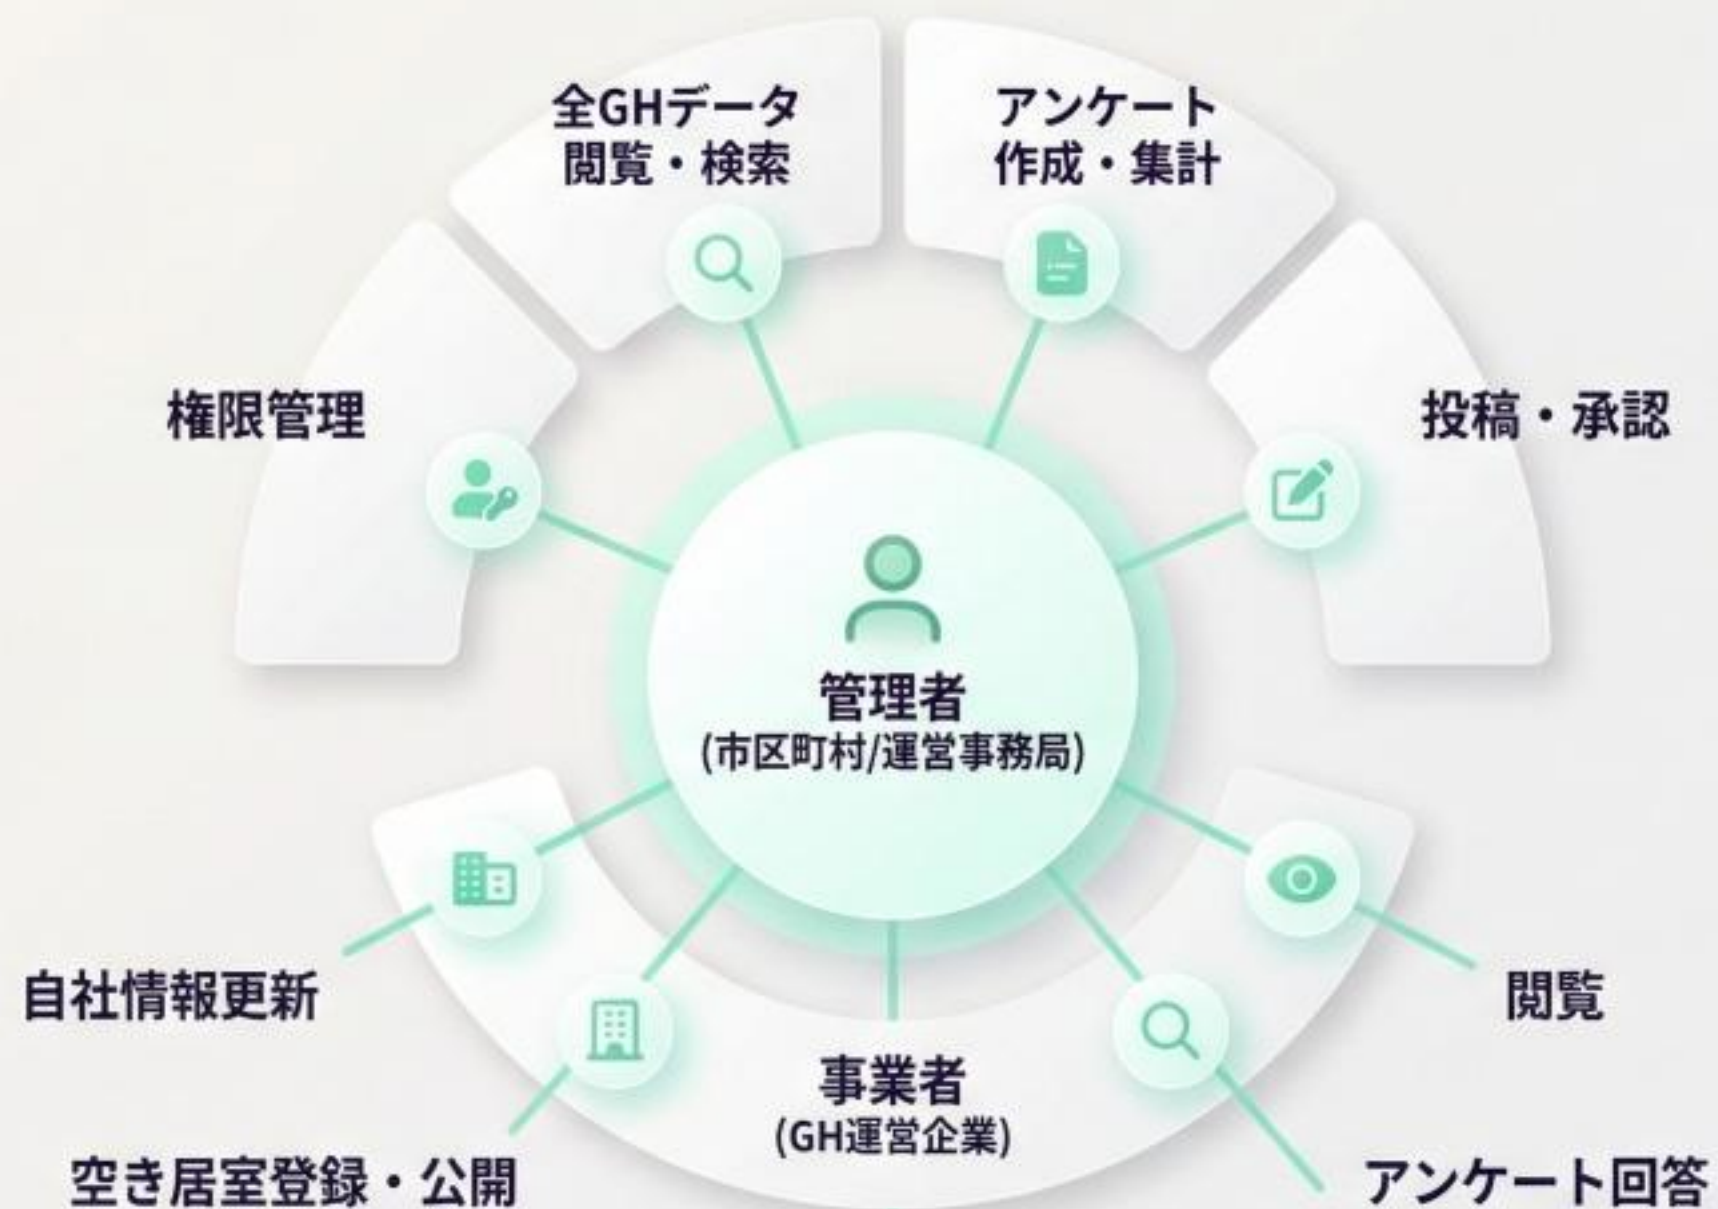 全GHデータ
閲覧・検索
アンケート
作成・集計
権限管理
投稿・承認
管理者
(市区町村/運営事務局)
自社情報更新
閲覧
事業者
(GH運営企業)
空き居室登録・公開
アンケート回答